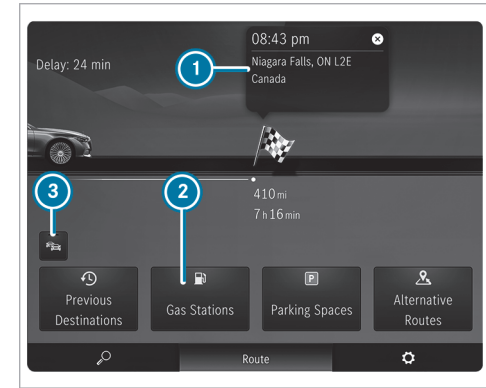 08:43 pm
Niagara Falls, ON L2E
Canada
Delay: 24 min
1
3
2
410 mi
7 h 16 min
Previous
Destinations
Gas Stations
P
Parking Spaces
Alternative
Routes
Route